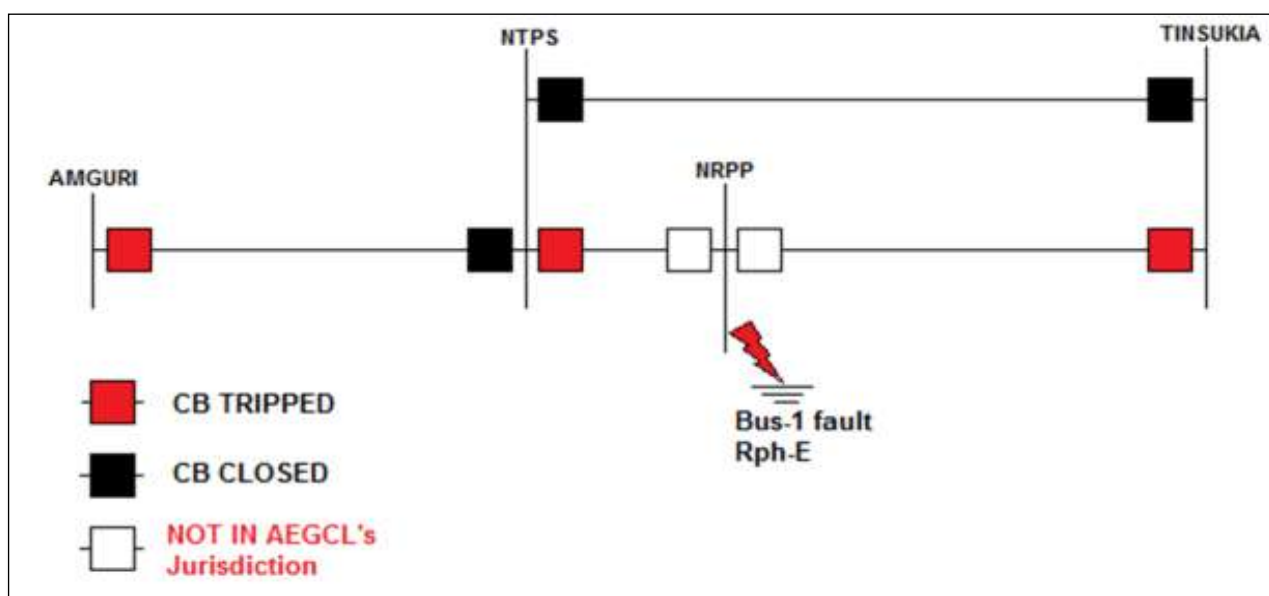 NTPS
TINSUKIA
AMGURI
NRPP
Bus-1 fault
Rph-E
CB TRIPPED
CB CLOSED
NOT IN AEGCL's
Jurisdiction